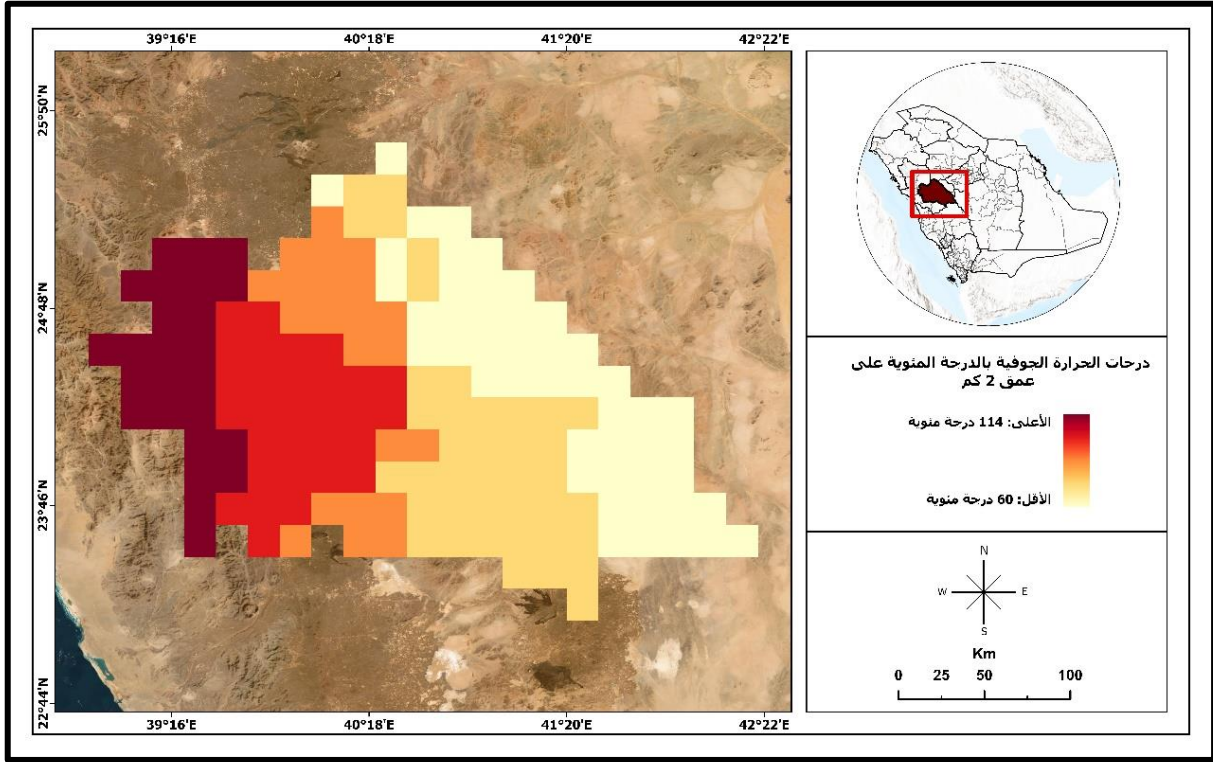 39°16'E 40°18'E 41°20'E 42°22'E
25°50'N
24°48'N
23°46'N
22°44'N
39°16'E 40°18'E 41°20'E 42°22'E
درجات الحرارة الجوفية بالدرجة المئوية على
عمق 2 كم
الأعلى: 114 درجة مئوية
الأقل: 60 درجة مئوية
N
W E
S
Km
0 25 50 100